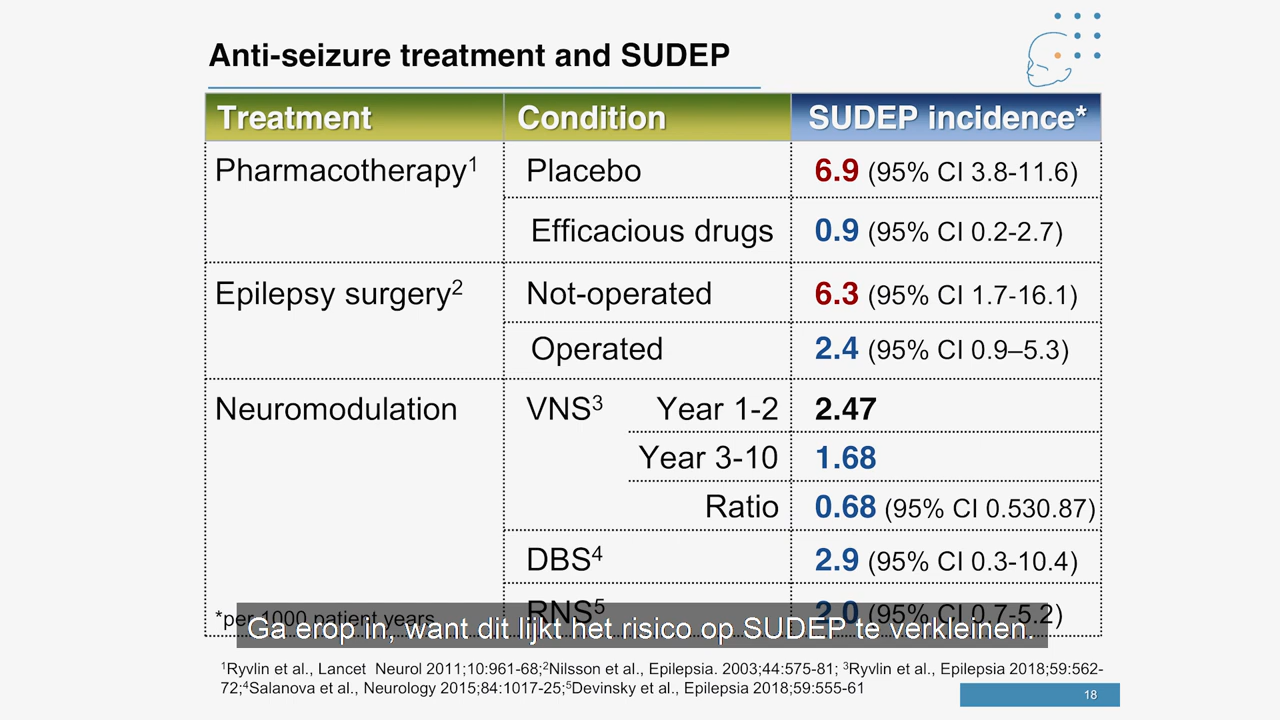 Anti-seizure treatment and SUDEP
Treatment Condition SUDEP incidence*
Pharmacotherapy¹ Placebo 6.9 (95% CI 3.8-11.6)
Efficacious drugs 0.9 (95% CI 0.2-2.7)
Epilepsy surgery² Not-operated 6.3 (95% CI 1.7-16.1)
Operated 2.4 (95% CI 0.9–5.3)
Neuromodulation VNS³ Year 1-2 2.47
Year 3-10 1.68
Ratio 0.68 (95% CI 0.530.87)
DBS⁴ 2.9 (95% CI 0.3-10.4)
*per 1000 patient years RNS⁵ 2.0 (95% CI 0.7-5.2)
Ga erop in, want dit lijkt het risico op SUDEP te verkleinen.
¹Ryvlin et al., Lancet Neurol 2011;10:961-68;²Nilsson et al., Epilepsia. 2003;44:575-81; ³Ryvlin et al., Epilepsia 2018;59:562-
72;⁴Salanova et al., Neurology 2015;84:1017-25;⁵Devinsky et al., Epilepsia 2018;59:555-61
18